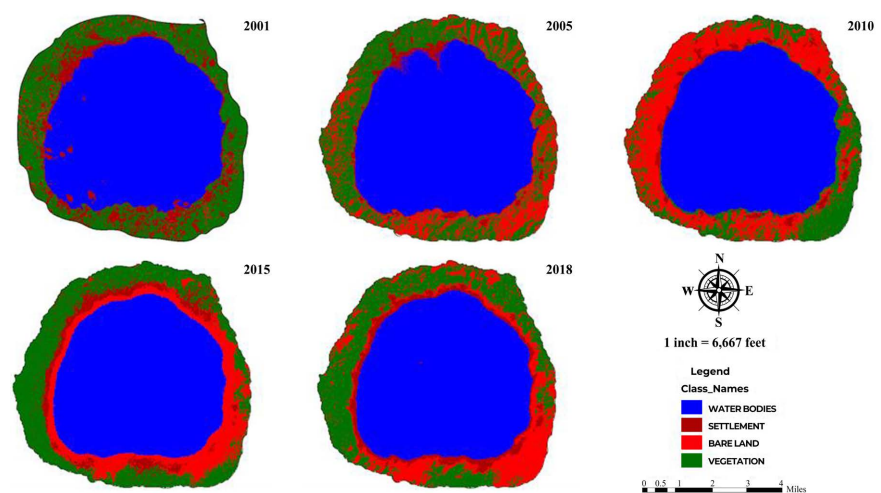 2001
2005
2010
2015
2018
N
W E
S
1 inch = 6,667 feet
Legend
Class_Names
WATER BODIES
SETTLEMENT
BARE LAND
VEGETATION
0 0.5 1 2 3 4
Miles